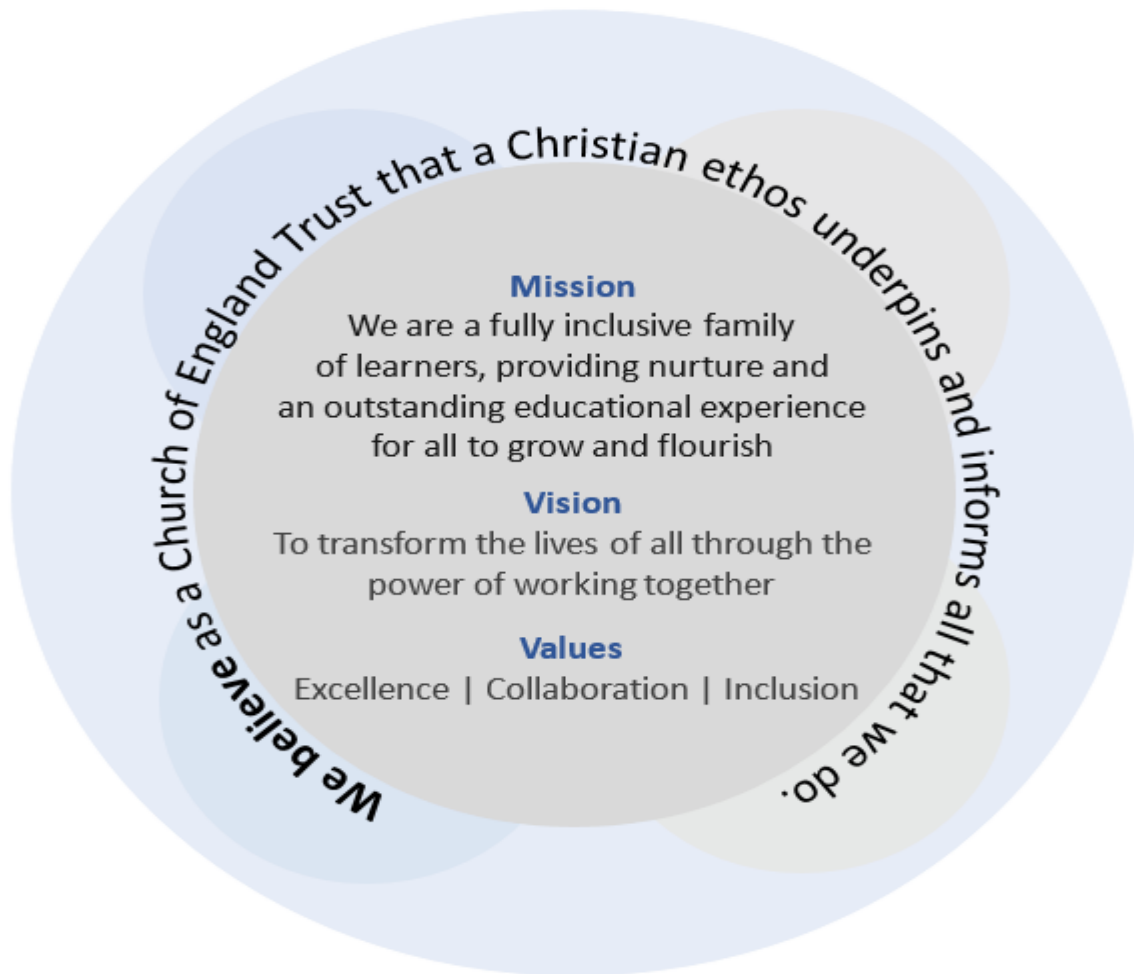 We believe as a Church of England Trust that a Christian ethos underpins and informs all that we do.
Mission
We are a fully inclusive family
of learners, providing nurture and
an outstanding educational experience
for all to grow and flourish
Vision
To transform the lives of all through the
power of working together
Values
Excellence | Collaboration | Inclusion